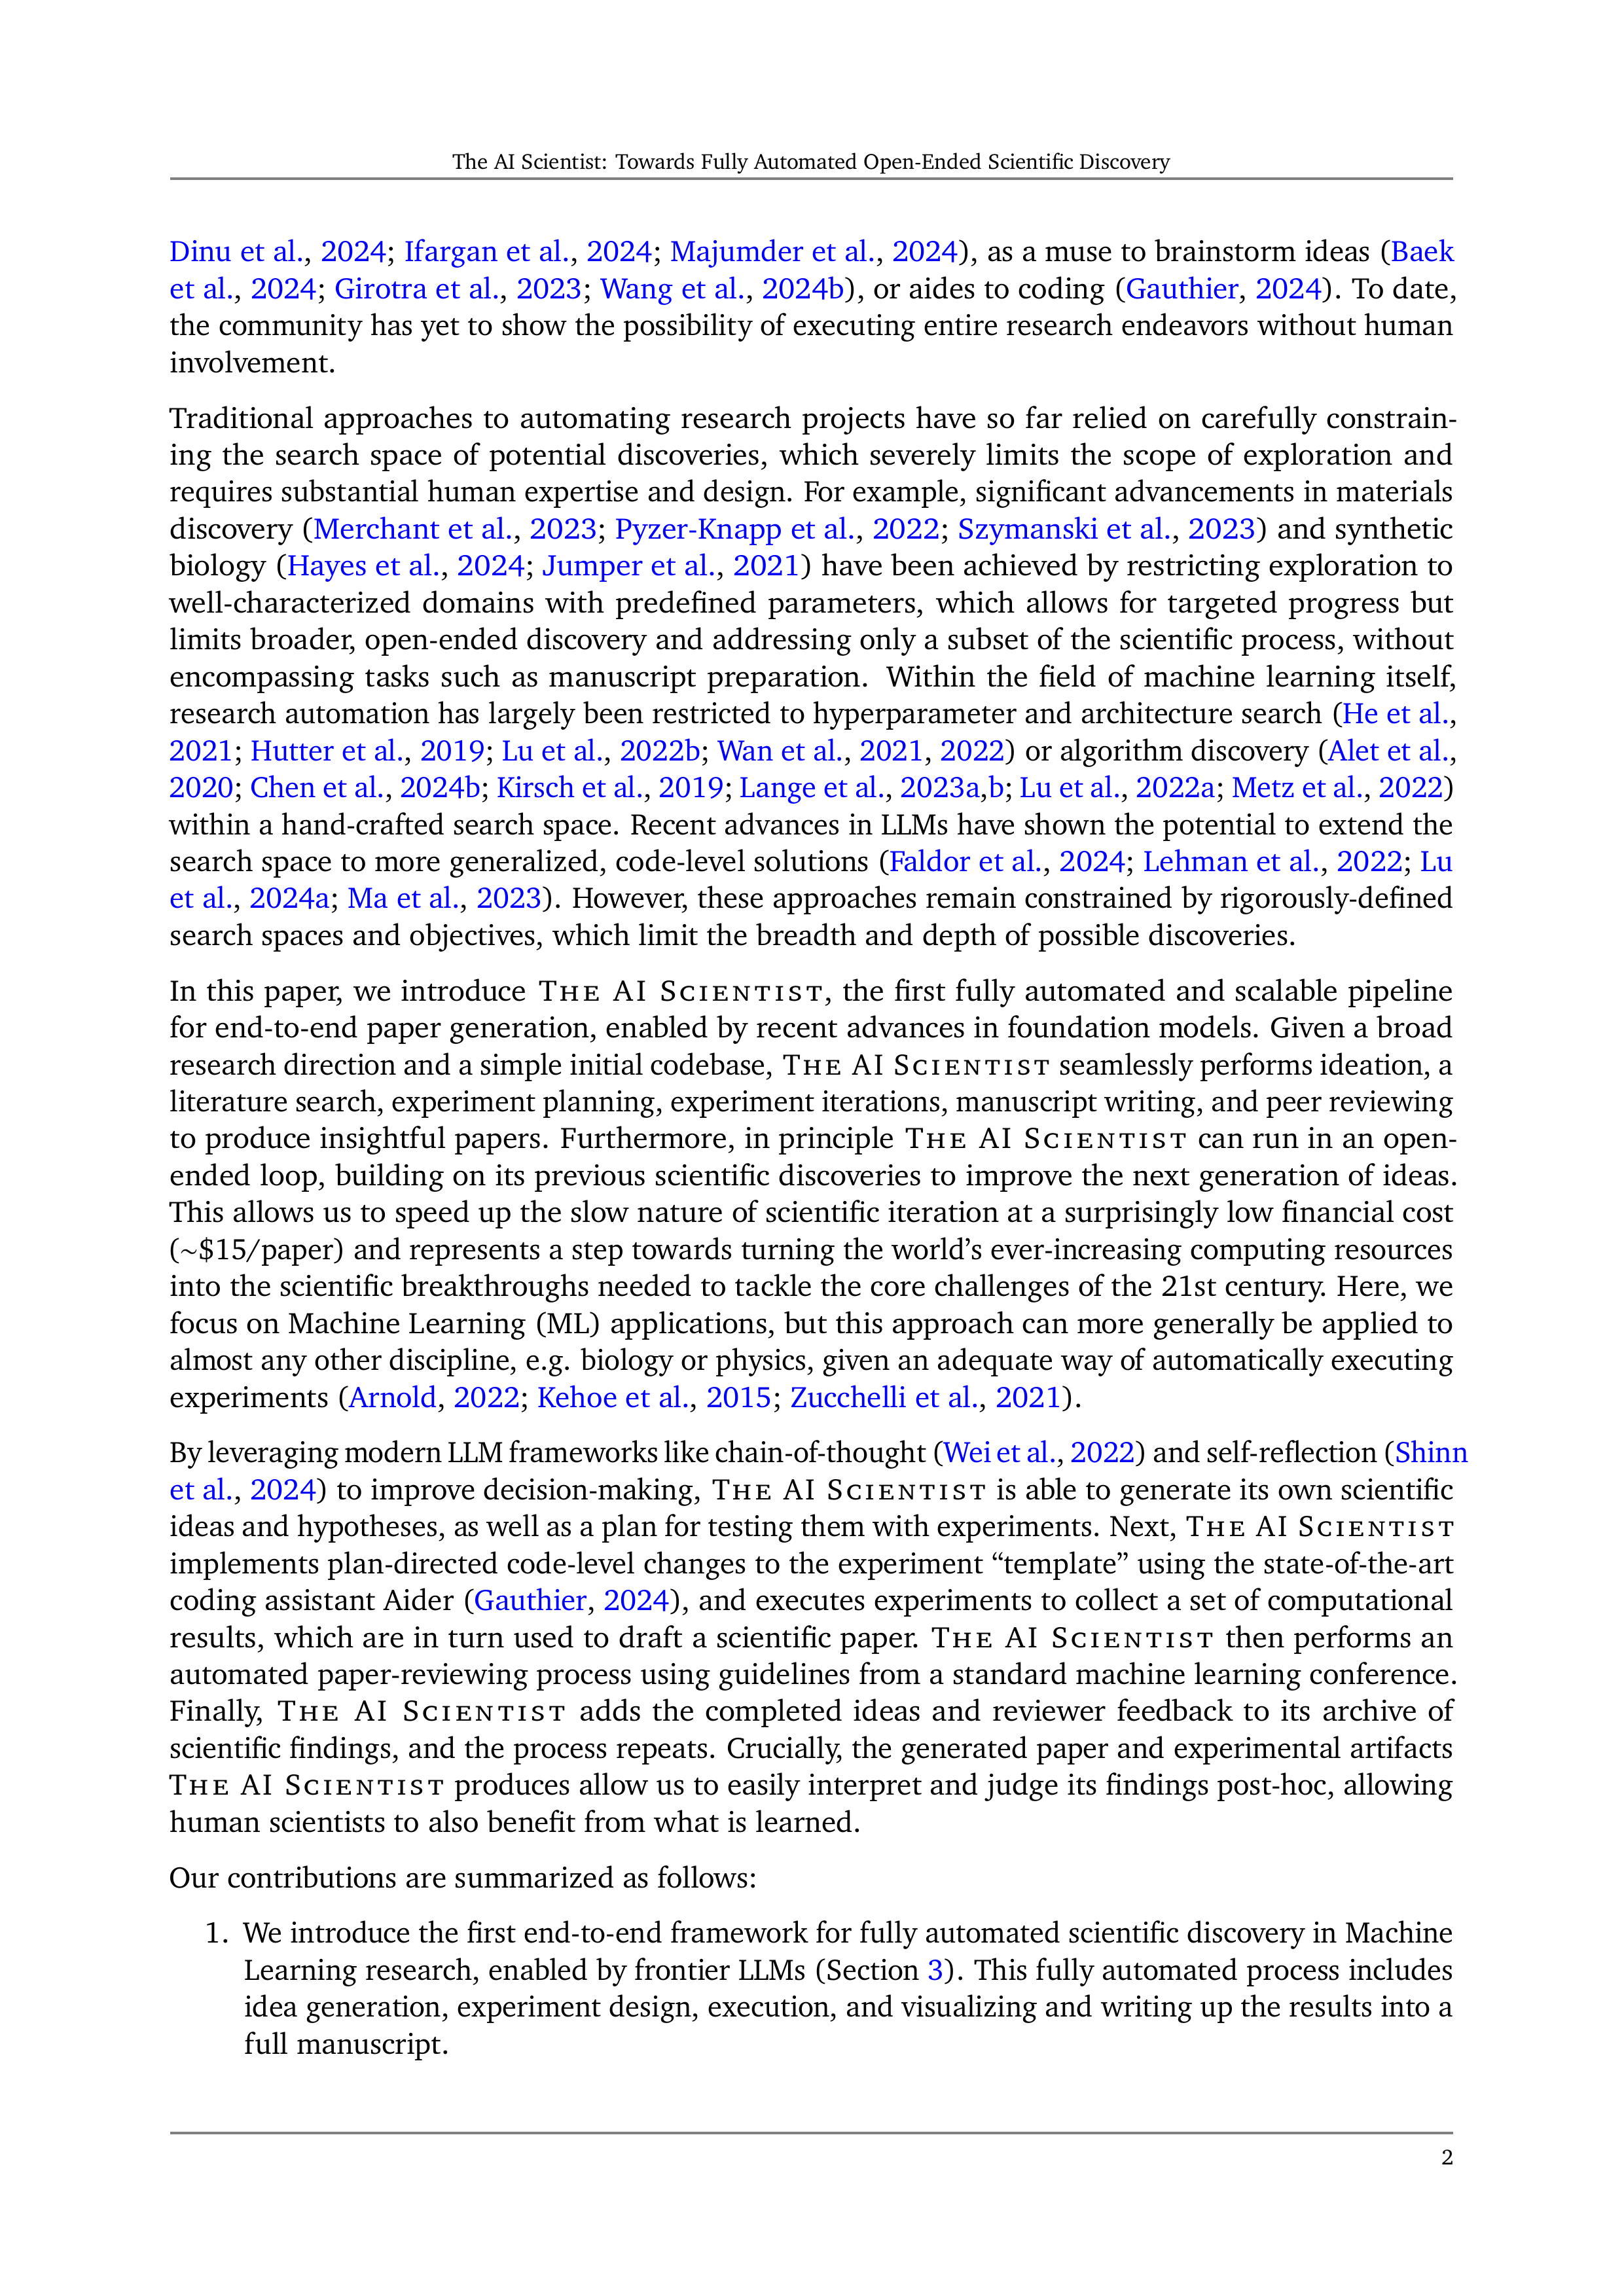 The AI Scientist: Towards Fully Automated Open-Ended Scientific Discovery
Dinu et al., 2024; Ifargan et al., 2024; Majumder et al., 2024), as a muse to brainstorm ideas (Baek
et al., 2024; Girotra et al., 2023; Wang et al., 2024b), or aides to coding (Gauthier, 2024). To date,
the community has yet to show the possibility of executing entire research endeavors without human
involvement.
Traditional approaches to automating research projects have so far relied on carefully constrain-
ing the search space of potential discoveries, which severely limits the scope of exploration and
requires substantial human expertise and design. For example, significant advancements in materials
discovery (Merchant et al., 2023; Pyzer-Knapp et al., 2022; Szymanski et al., 2023) and synthetic
biology (Hayes et al., 2024; Jumper et al., 2021) have been achieved by restricting exploration to
well-characterized domains with predefined parameters, which allows for targeted progress but
limits broader, open-ended discovery and addressing only a subset of the scientific process, without
encompassing tasks such as manuscript preparation. Within the field of machine learning itself,
research automation has largely been restricted to hyperparameter and architecture search (He et al.,
2021; Hutter et al., 2019; Lu et al., 2022b; Wan et al., 2021, 2022) or algorithm discovery (Alet et al.,
2020; Chen et al., 2024b; Kirsch et al., 2019; Lange et al., 2023a,b; Lu et al., 2022a; Metz et al., 2022)
within a hand-crafted search space. Recent advances in LLMs have shown the potential to extend the
search space to more generalized, code-level solutions (Faldor et al., 2024; Lehman et al., 2022; Lu
et al., 2024a; Ma et al., 2023). However, these approaches remain constrained by rigorously-defined
search spaces and objectives, which limit the breadth and depth of possible discoveries.
In this paper, we introduce THE AI SCIENTIST, the first fully automated and scalable pipeline
for end-to-end paper generation, enabled by recent advances in foundation models. Given a broad
research direction and a simple initial codebase, THE AI SCIENTIST seamlessly performs ideation, a
literature search, experiment planning, experiment iterations, manuscript writing, and peer reviewing
to produce insightful papers. Furthermore, in principle THE AI SCIENTIST can run in an open-
ended loop, building on its previous scientific discoveries to improve the next generation of ideas.
This allows us to speed up the slow nature of scientific iteration at a surprisingly low financial cost
(~$15/paper) and represents a step towards turning the world's ever-increasing computing resources
into the scientific breakthroughs needed to tackle the core challenges of the 21st century. Here, we
focus on Machine Learning (ML) applications, but this approach can more generally be applied to
almost any other discipline, e.g. biology or physics, given an adequate way of automatically executing
experiments (Arnold, 2022; Kehoe et al., 2015; Zucchelli et al., 2021).
By leveraging modern LLM frameworks like chain-of-thought (Wei et al., 2022) and self-reflection (Shinn
et al., 2024) to improve decision-making, THE AI SCIENTIST is able to generate its own scientific
ideas and hypotheses, as well as a plan for testing them with experiments. Next, THE AI SCIENTIST
implements plan-directed code-level changes to the experiment “template” using the state-of-the-art
coding assistant Aider (Gauthier, 2024), and executes experiments to collect a set of computational
results, which are in turn used to draft a scientific paper. THE AI SCIENTIST then performs an
automated paper-reviewing process using guidelines from a standard machine learning conference.
Finally, THE AI SCIENTIST adds the completed ideas and reviewer feedback to its archive of
scientific findings, and the process repeats. Crucially, the generated paper and experimental artifacts
THE AI SCIENTIST produces allow us to easily interpret and judge its findings post-hoc, allowing
human scientists to also benefit from what is learned.
Our contributions are summarized as follows:
1. We introduce the first end-to-end framework for fully automated scientific discovery in Machine
Learning research, enabled by frontier LLMs (Section 3). This fully automated process includes
idea generation, experiment design, execution, and visualizing and writing up the results into a
full manuscript.
2